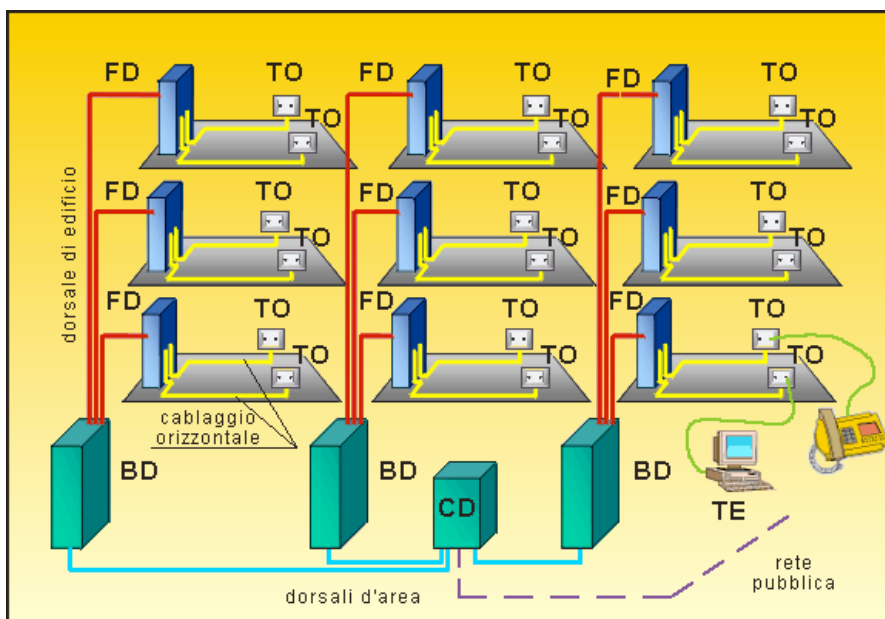 FD TO FD TO FD TO
TO TO TO
FD TO FD TO FD TO
TO TO TO
dorsale di edificio
FD TO FD TO FD TO
TO TO TO
cablaggio
orizzontale
BD BD BD
CD
TE
dorsali d'area
rete
pubblica